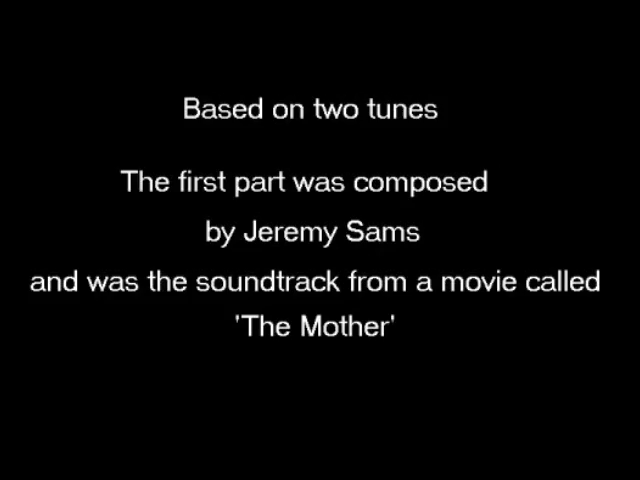 Based on two tunes
The first part was composed
by Jeremy Sams
and was the soundtrack from a movie called
'The Mother'